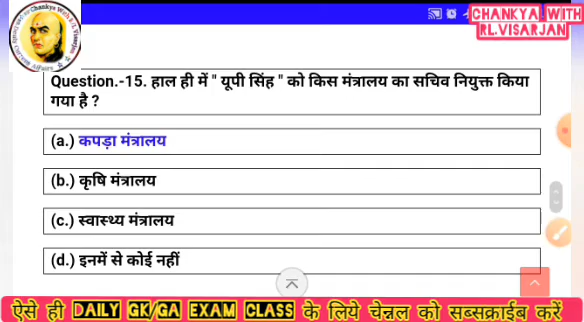 CHANKYA WITH
RL.VISARJAN
Question.-15. हाल ही में " यूपी सिंह " को किस मंत्रालय का सचिव नियुक्त किया
गया है ?
(a.) कपड़ा मंत्रालय
(b.) कृषि मंत्रालय
(c.) स्वास्थ्य मंत्रालय
(d.) इनमें से कोई नहीं
ऐसे ही DAILY GK/GA EXAM CLASS के लिये चेन्नल को सब्सक्राईब करें